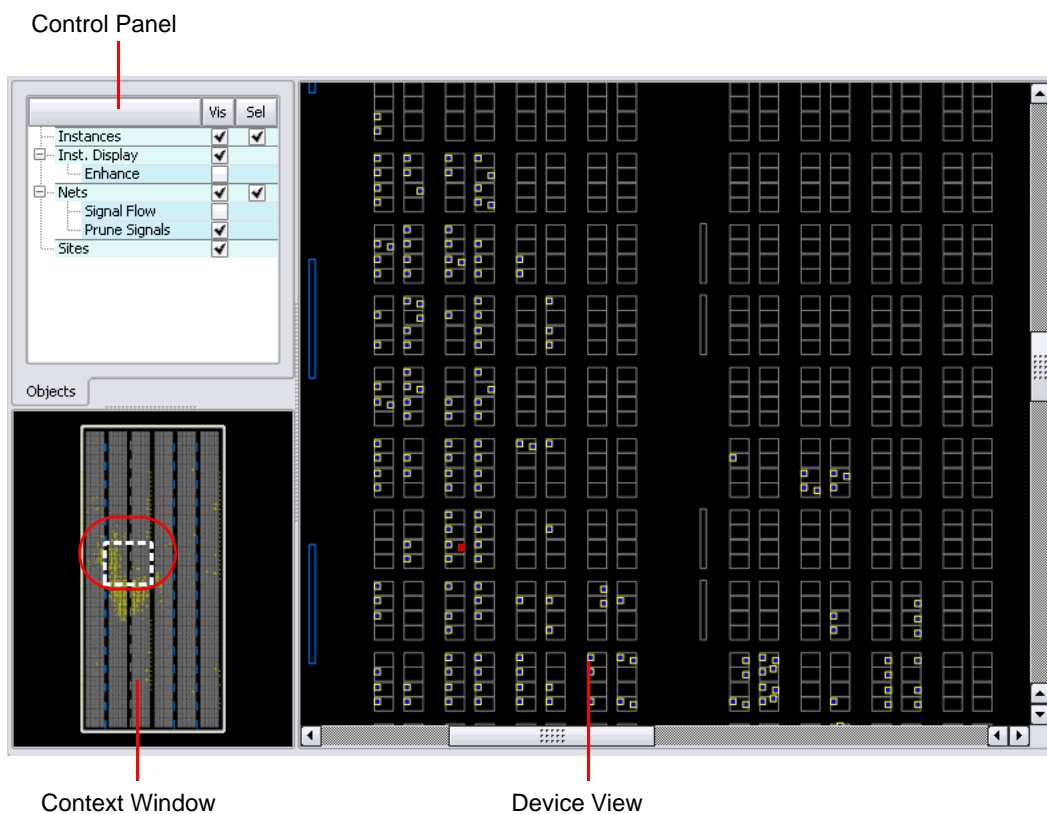 Control Panel
Vis Sel
Instances
Inst. Display
Enhance
Nets
Signal Flow
Prune Signals
Sites
Objects
Context Window
Device View